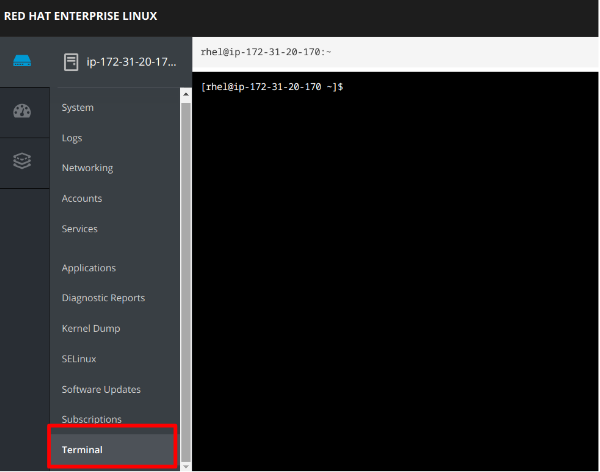 RED HAT ENTERPRISE LINUX
ip-172-31-20-17...
System
Logs
Networking
Accounts
Services
Applications
Diagnostic Reports
Kernel Dump
SELinux
Software Updates
Subscriptions
Terminal
rhel@ip-172-31-20-170:~
[rhel@ip-172-31-20-170 ~]$